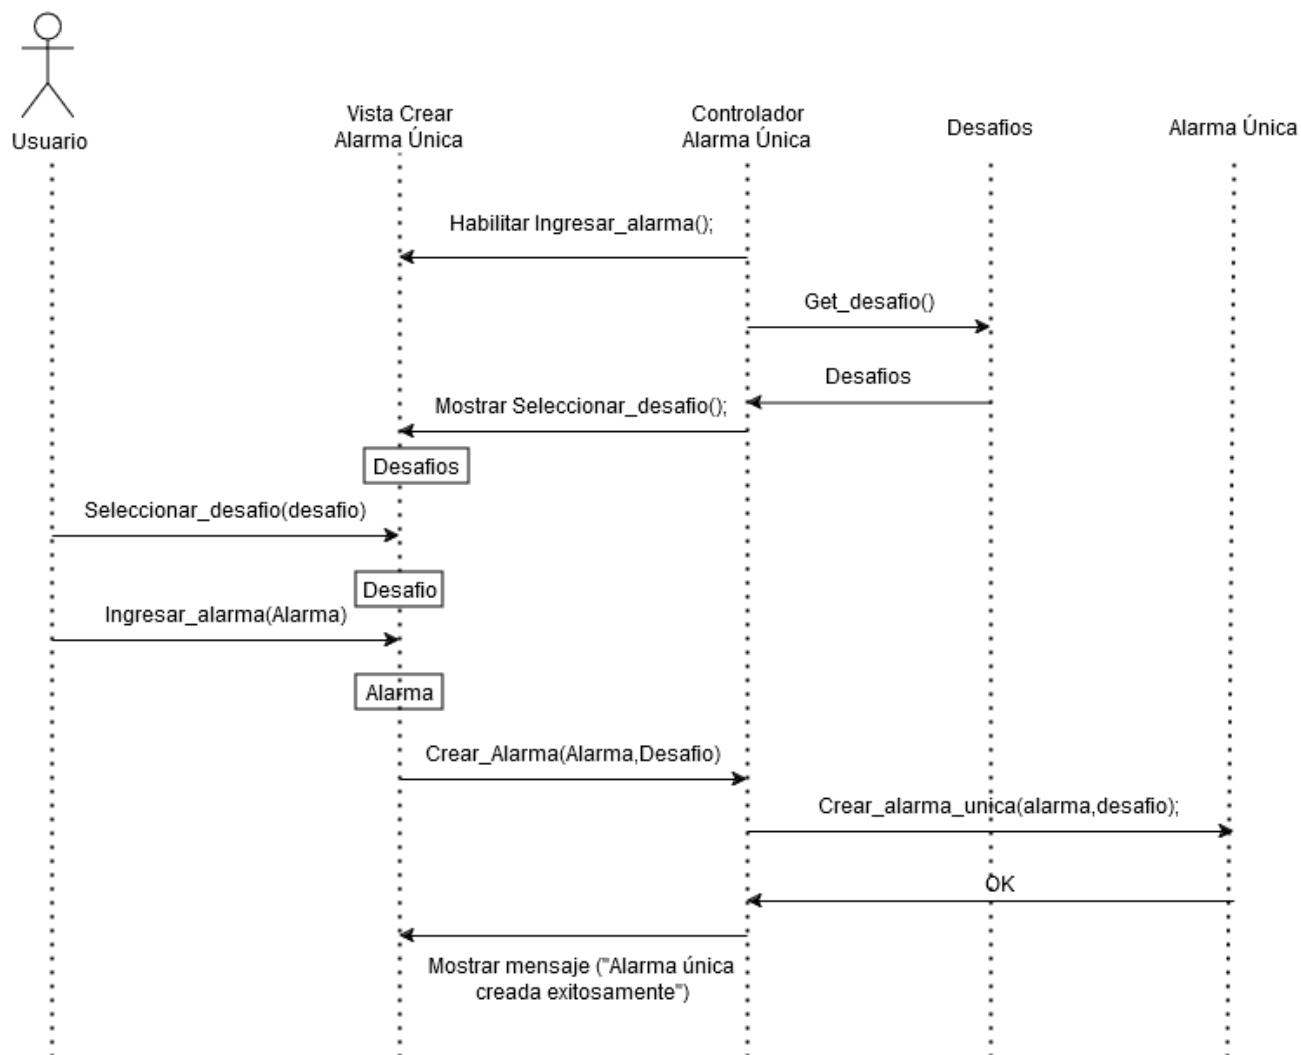 Usuario
Vista Crear
Alarma Única
Controlador
Alarma Única
Desafios
Alarma Única
Habilitar Ingresar_alarma();
Get_desafio()
Desafios
Mostrar Seleccionar_desafio();
Desafios
Seleccionar_desafio(desafio)
Desafio
Ingresar_alarma(Alarma)
Alarma
Crear_Alarma(Alarma,Desafio)
Crear_alarma_unica(alarma,desafio);
OK
Mostrar mensaje ("Alarma única
creada exitosamente")